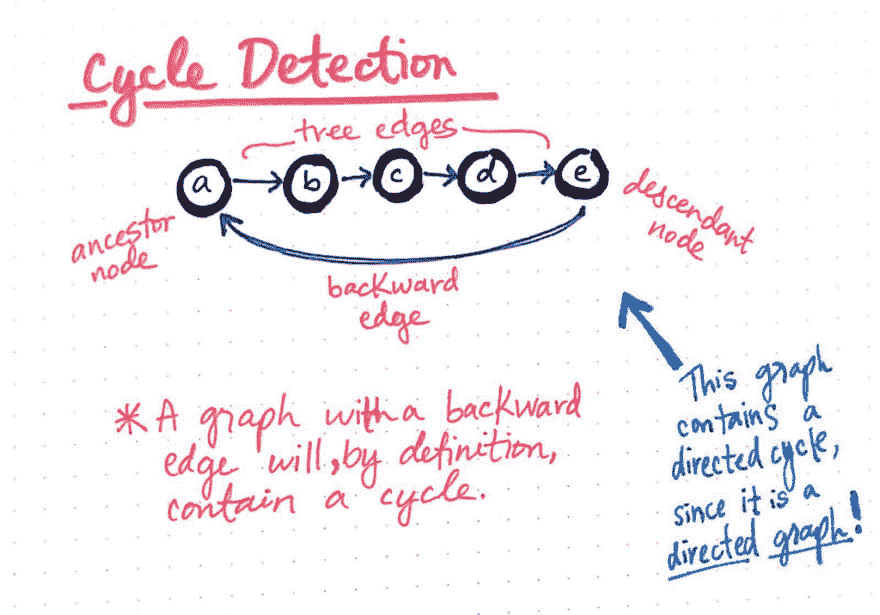 Cycle Detection
tree edges
a
b
c
d
e
ancestor
node
descendant
node
backward
edge
* A graph with a backward
edge will, by definition,
contain a cycle.
This graph
contains a
directed cycle,
since it is a
directed graph!